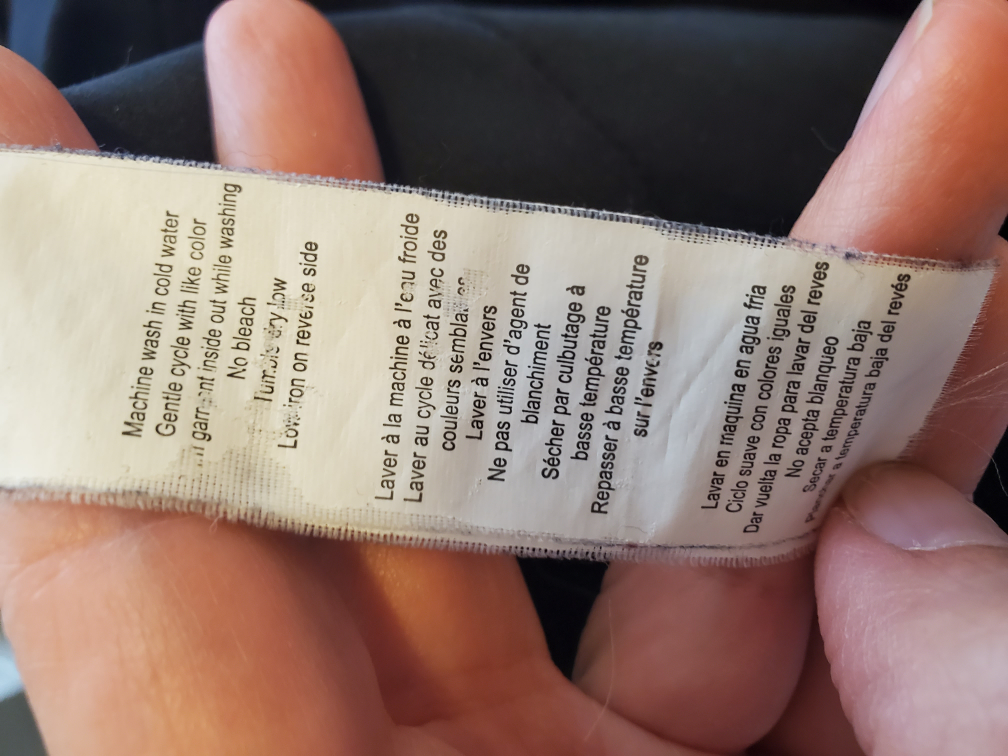 Machine wash in cold water
Gentle cycle with like color
garment inside out while washing
No bleach
Tumble dry low
Low iron on reverse side
Laver à la machine à l'eau froide
Laver au cycle délicat avec des
couleurs semblables
Laver à l'envers
Ne pas utiliser d'agent de
blanchiment
Sécher par culbutage à
basse température
Repasser à basse température
sur l'envers
Lavar en maquina en agua fria
Ciclo suave con colores iguales
Dar vuelta la ropa para lavar del reves
No acepta blanqueo
Secar a temperatura baja
Planchar a temperatura baja del revés